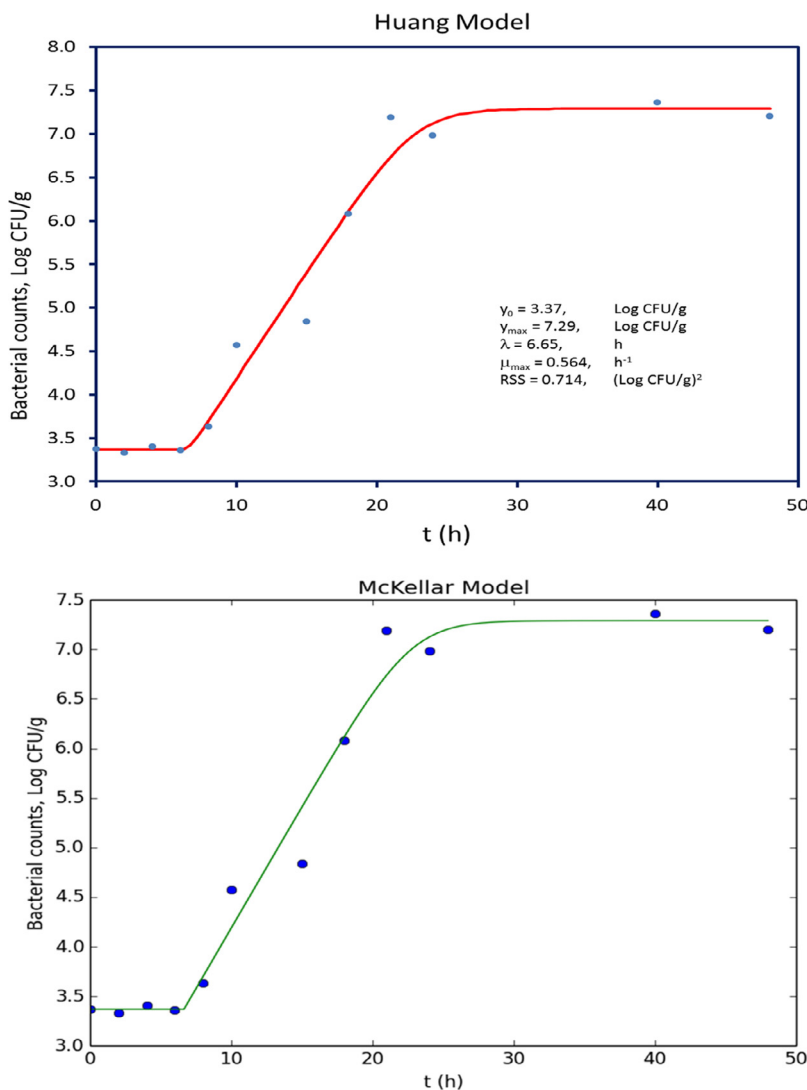 Huang Model
8.0
7.5
7.0
6.5
6.0
5.5
5.0
4.5
4.0
3.5
3.0
Bacterial counts, Log CFU/g
y₀ = 3.37, Log CFU/g
yₘₐₓ = 7.29, Log CFU/g
λ = 6.65, h
μₘₐₓ = 0.564, h⁻¹
RSS = 0.714, (Log CFU/g)²
0 10 20 30 40 50
t (h)
McKellar Model
7.5
7.0
6.5
6.0
5.5
5.0
4.5
4.0
3.5
3.0
Bacterial counts, Log CFU/g
0 10 20 30 40 50
t (h)